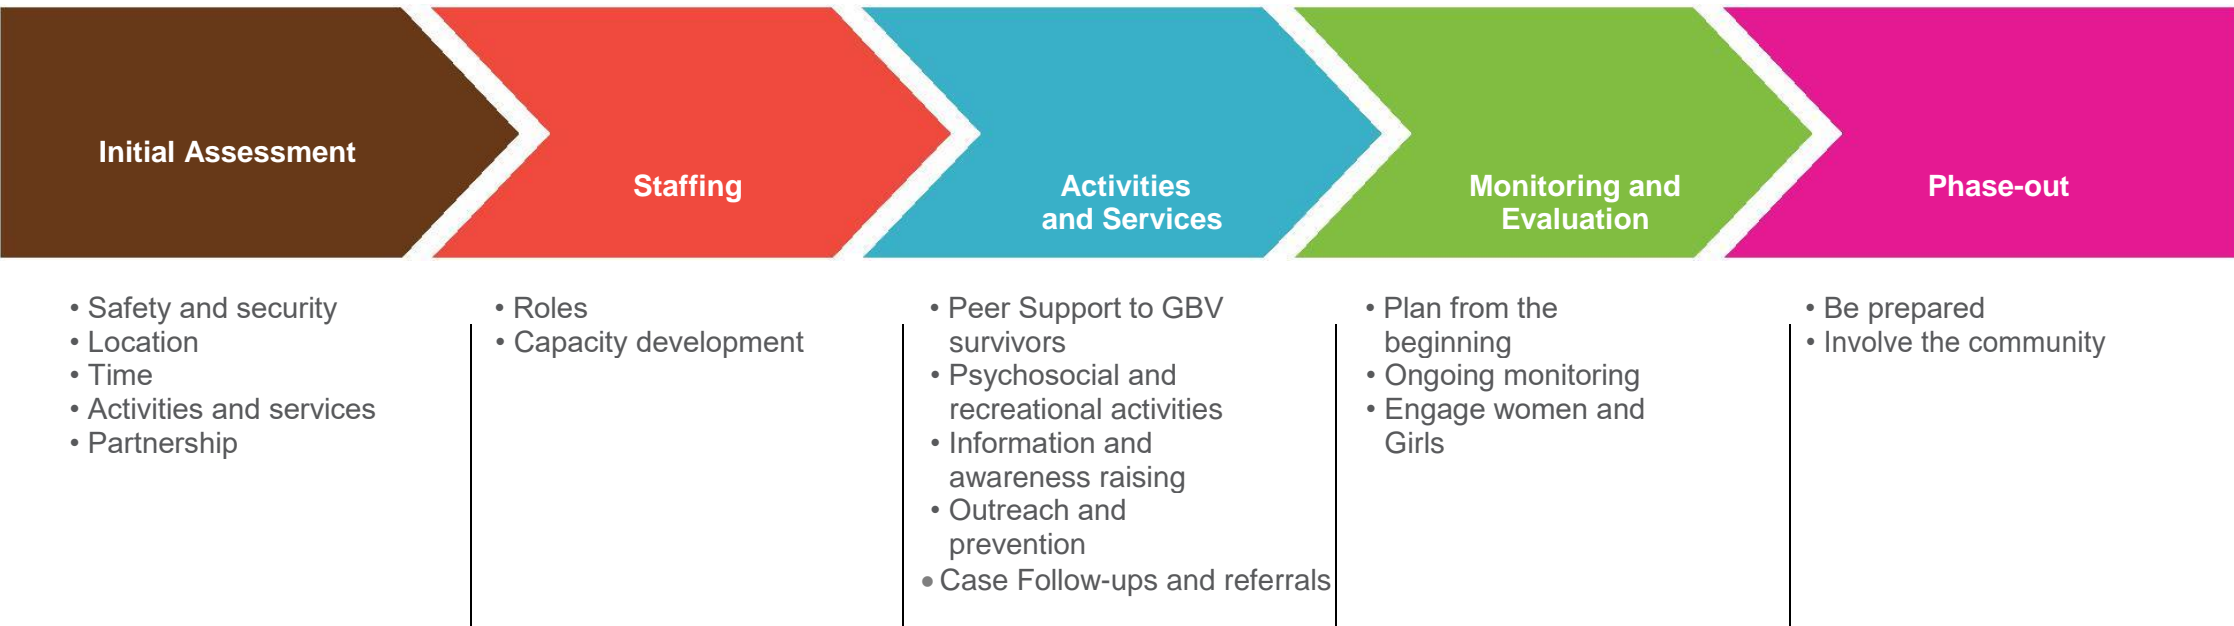 Initial Assessment
Staffing
Activities
and Services
Monitoring and
Evaluation
Phase-out
• Safety and security
• Location
• Time
• Activities and services
• Partnership
• Roles
• Capacity development
• Peer Support to GBV
survivors
• Psychosocial and
recreational activities
• Information and
awareness raising
• Outreach and
prevention
• Case Follow-ups and referrals
• Plan from the
beginning
• Ongoing monitoring
• Engage women and
Girls
• Be prepared
• Involve the community